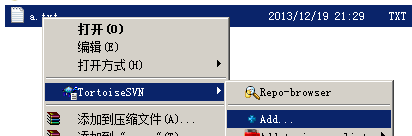 a.txt 2013/12/19 21:29 TXT
打开(O)
编辑(E)
打开方式(H)
TortoiseSVN
Repo-browser
添加到压缩文件(A)...
Add...